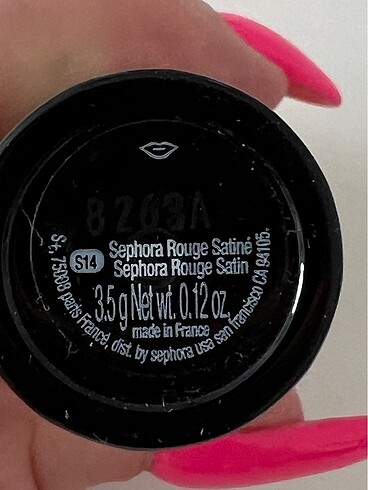 8263A
S14 Sephora Rouge Satiné
Sephora Rouge Satin
3.5 g Net wt. 0.12 oz.
made in France
75008 paris France, dist. by sephora usa san francisco CA 94105.